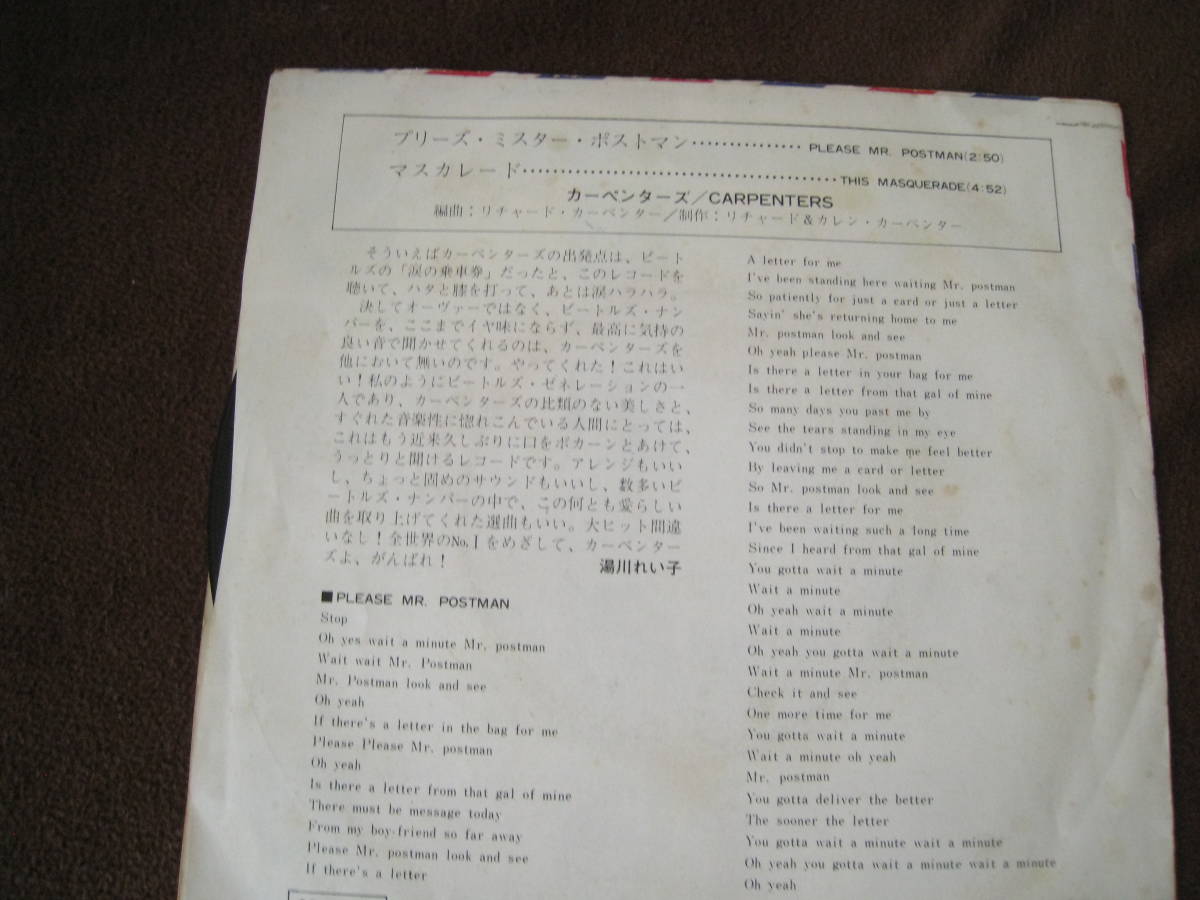 プリーズ・ミスター・ポストマン・・・・・・・・・・・・・・・PLEASE MR. POSTMAN(2:50)
マスカレード・・・・・・・・・・・・・・・・・・・・・・・・・・・・・・・・・・・・・・・THIS MASQUERADE(4:52)
カーペンターズ/CARPENTERS
編曲:リチャード・カーペンター/制作:リチャード&カレン・カーペンター
そういえばカーペンターズの出発点は、ビート
ルズの「涙の乗車券」だったと、このレコードを
聴いて、ハタと膝を打って、あとは涙ハラハラ。
決してオーヴァーではなく、ビートルズ・ナン
バーを、ここまでイヤ味にならず、最高に気持の
良い音で聞かせてくれるのは、カーペンターズを
他において無いのです。やってくれた!これはい
い!私のようにビートルズ・ゼネレーションの一
人であり、カーペンターズの比類のない美しさと、
すぐれた音楽性に惚れこんでいる人間にとっては、
これはもう近来久しぶりに口をポカーンとあけて、
うっとりと聞けるレコードです。アレンジもいい
し、ちょっと固めのサウンドもいいし、数多いビ
ートルズ・ナンバーの中で、この何とも愛らしい
曲を取り上げてくれた選曲もいい。大ヒット間違
いなし!全世界のNo,1をめざして、カーペンター
ズよ、がんばれ!
湯川れい子
■PLEASE MR. POSTMAN
Stop
Oh yes wait a minute Mr. postman
Wait wait Mr. Postman
Mr. Postman look and see
Oh yeah
If there's a letter in the bag for me
Please Please Mr. postman
Oh yeah
Is there a letter from that gal of mine
There must be message today
From my boy-friend so far away
Please Mr. postman look and see
If there's a letter
A letter for me
I've been standing here waiting Mr. postman
So patiently for just a card or just a letter
Sayin' she's returning home to me
Mr. postman look and see
Oh yeah please Mr. postman
Is there a letter in your bag for me
Is there a letter from that gal of mine
So many days you past me by
See the tears standing in my eye
You didn't stop to make me feel better
By leaving me a card or letter
So Mr. postman look and see
Is there a letter for me
I've been waiting such a long time
Since I heard from that gal of mine
You gotta wait a minute
Wait a minute
Oh yeah wait a minute
Wait a minute
Oh yeah you gotta wait a minute
Wait a minute Mr. postman
Check it and see
One more time for me
You gotta wait a minute
Wait a minute oh yeah
Mr. postman
You gotta deliver the better
The sooner the letter
You gotta wait a minute wait a minute
Oh yeah you gotta wait a minute wait a minute
Oh yeah